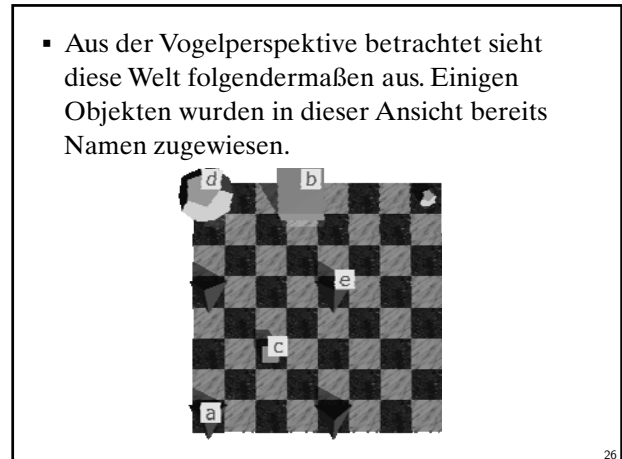 ▪ Aus der Vogelperspektive betrachtet sieht
diese Welt folgendermaßen aus. Einigen
Objekten wurden in dieser Ansicht bereits
Namen zugewiesen.
d
b
e
c
a
26